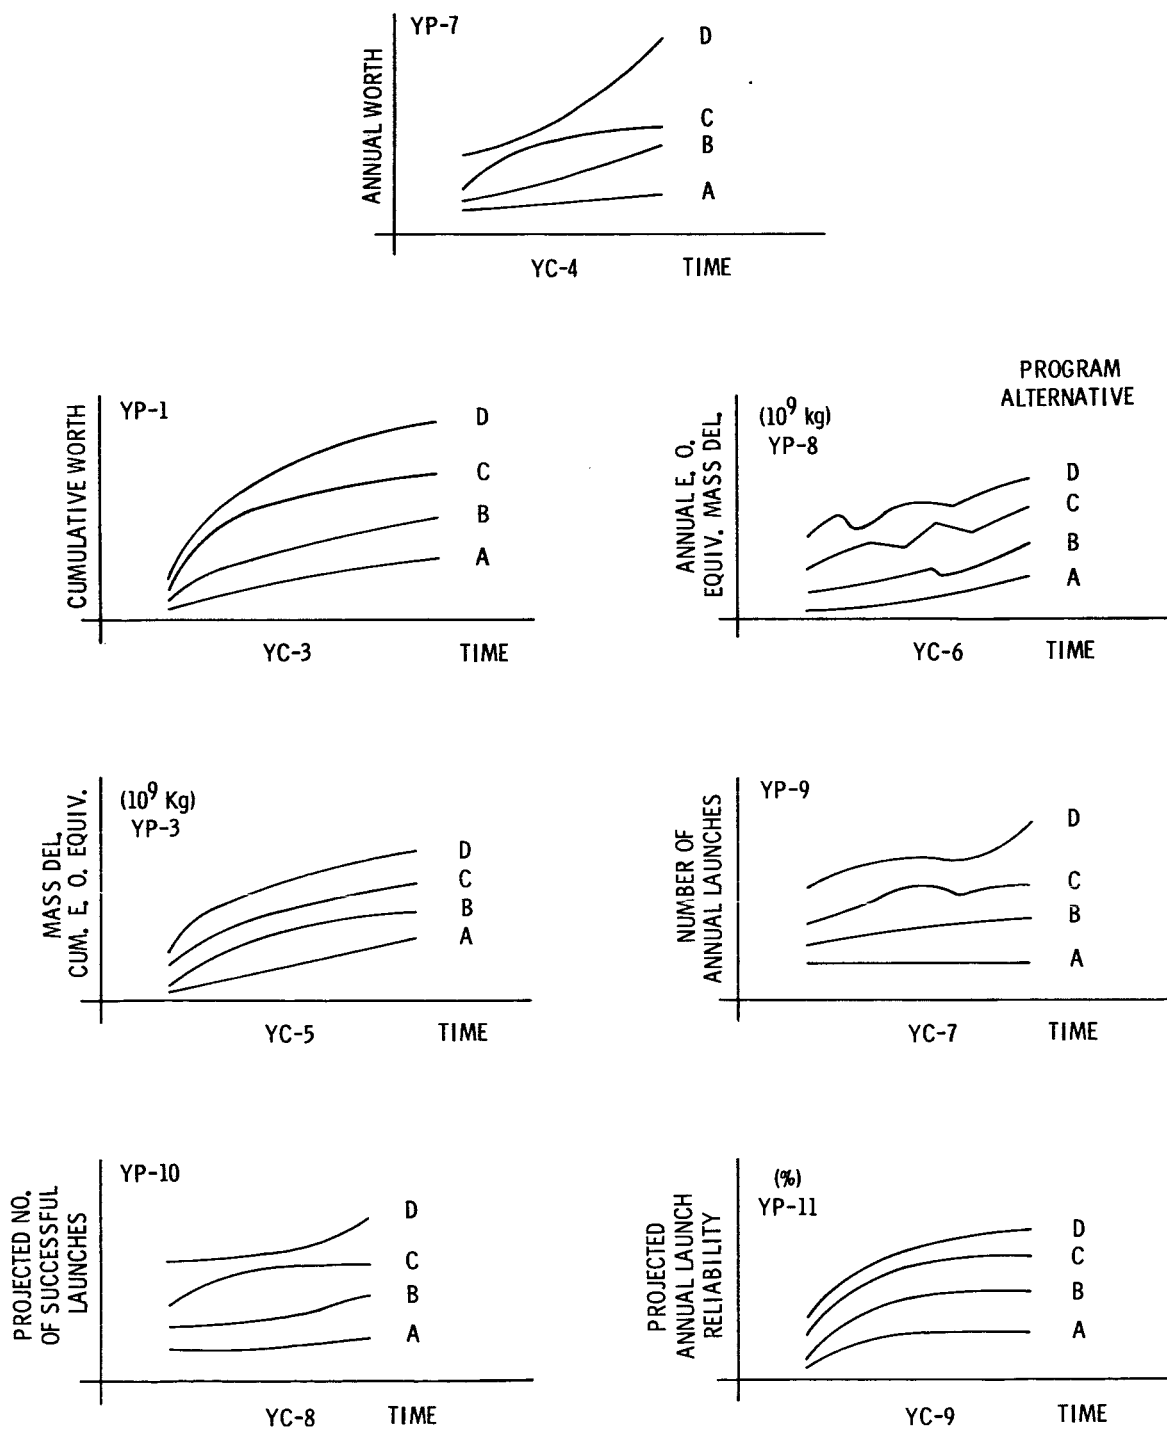 YP-7
ANNUAL WORTH
D
C
B
A
YC-4 TIME
YP-1
CUMULATIVE WORTH
D
C
B
A
YC-3 TIME
PROGRAM
ALTERNATIVE
(10⁹ kg)
YP-8
ANNUAL E. O.
EQUIV. MASS DEL.
D
C
B
A
YC-6 TIME
(10⁹ Kg)
YP-3
MASS DEL.
CUM. E. O. EQUIV.
D
C
B
A
YC-5 TIME
YP-9
NUMBER OF
ANNUAL LAUNCHES
D
C
B
A
YC-7 TIME
YP-10
PROJECTED NO.
OF SUCCESSFUL
LAUNCHES
D
C
B
A
YC-8 TIME
(%)
YP-11
PROJECTED
ANNUAL LAUNCH
RELIABILITY
D
C
B
A
YC-9 TIME